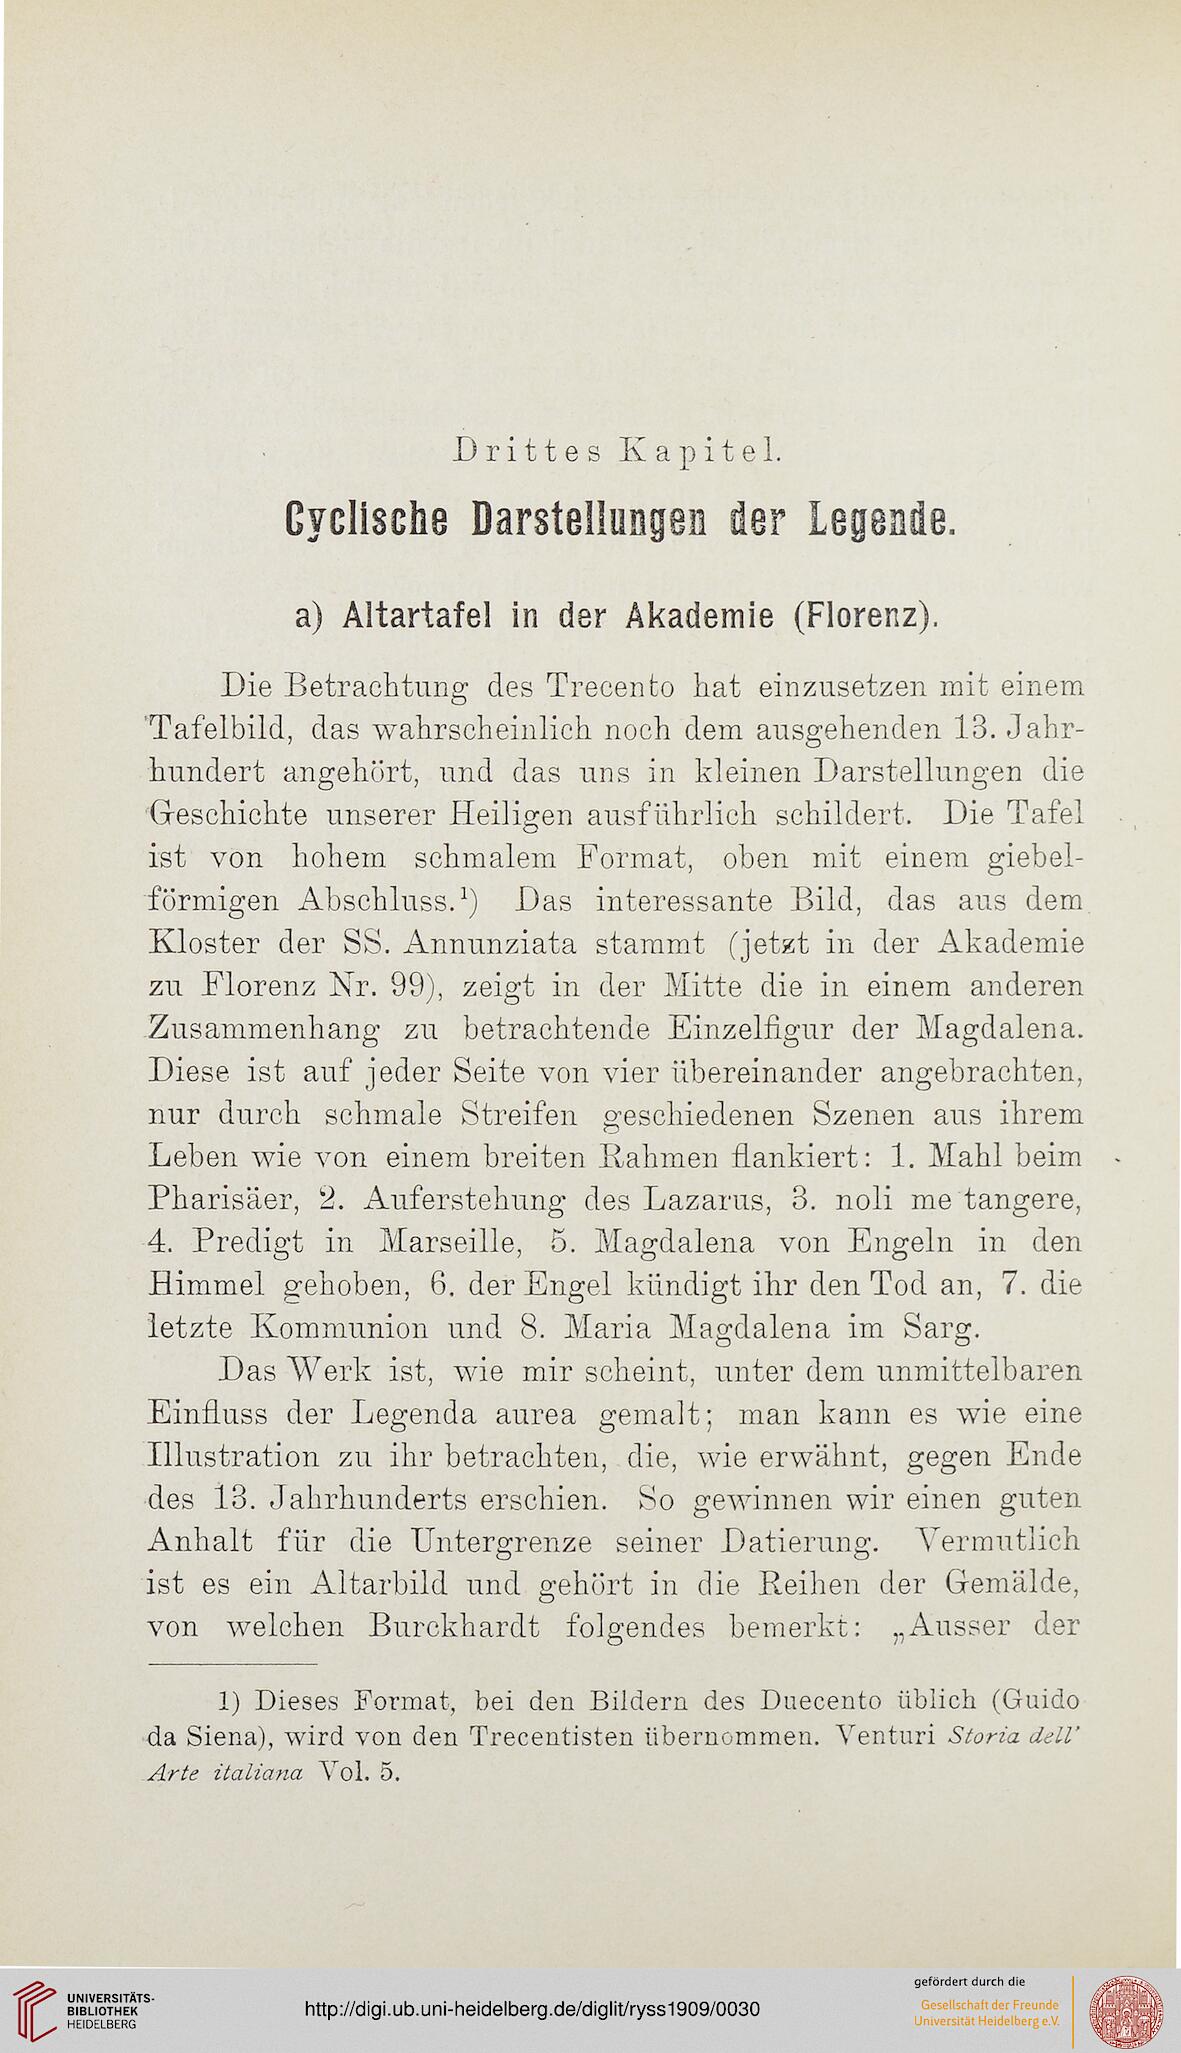 Drittes Kapitel.
Cyclische Darstellungen der Legende.
a) Altartafel in der Akademie (Florenz).
Die Betrachtung des Trecento hat einzusetzen mit einem
Tafelbild, das wahrscheinlich noch dem ausgehenden 13. Jahr-
hundert angehört, und das uns in kleinen Darstellungen die
Geschichte unserer Heiligen ausführlich schildert. Die Tafel
ist von hohem schmalem Format, oben mit einem giebel-
förmigen Abschluss.¹) Das interessante Bild, das aus dem
Kloster der SS. Annunziata stammt (jetzt in der Akademie
zu Florenz Nr. 99), zeigt in der Mitte die in einem anderen
Zusammenhang zu betrachtende Einzelfigur der Magdalena.
Diese ist auf jeder Seite von vier übereinander angebrachten,
nur durch schmale Streifen geschiedenen Szenen aus ihrem
Leben wie von einem breiten Rahmen flankiert: 1. Mahl beim
Pharisäer, 2. Auferstehung des Lazarus, 3. noli me tangere,
4. Predigt in Marseille, 5. Magdalena von Engeln in den
Himmel gehoben, 6. der Engel kündigt ihr den Tod an, 7. die
letzte Kommunion und 8. Maria Magdalena im Sarg.
Das Werk ist, wie mir scheint, unter dem unmittelbaren
Einfluss der Legenda aurea gemalt; man kann es wie eine
Illustration zu ihr betrachten, die, wie erwähnt, gegen Ende
des 13. Jahrhunderts erschien. So gewinnen wir einen guten
Anhalt für die Untergrenze seiner Datierung. Vermutlich
ist es ein Altarbild und gehört in die Reihen der Gemälde,
von welchen Burckhardt folgendes bemerkt: „Ausser der
1) Dieses Format, bei den Bildern des Duecento üblich (Guido
da Siena), wird von den Trecentisten übernommen. Venturi Storia dell'
Arte italiana Vol. 5.
UNIVERSITÄTS-
BIBLIOTHEK
HEIDELBERG
http://digi.ub.uni-heidelberg.de/diglit/ryss1909/0030
gefördert durch die
Gesellschaft der Freunde
Universität Heidelberg e.V.